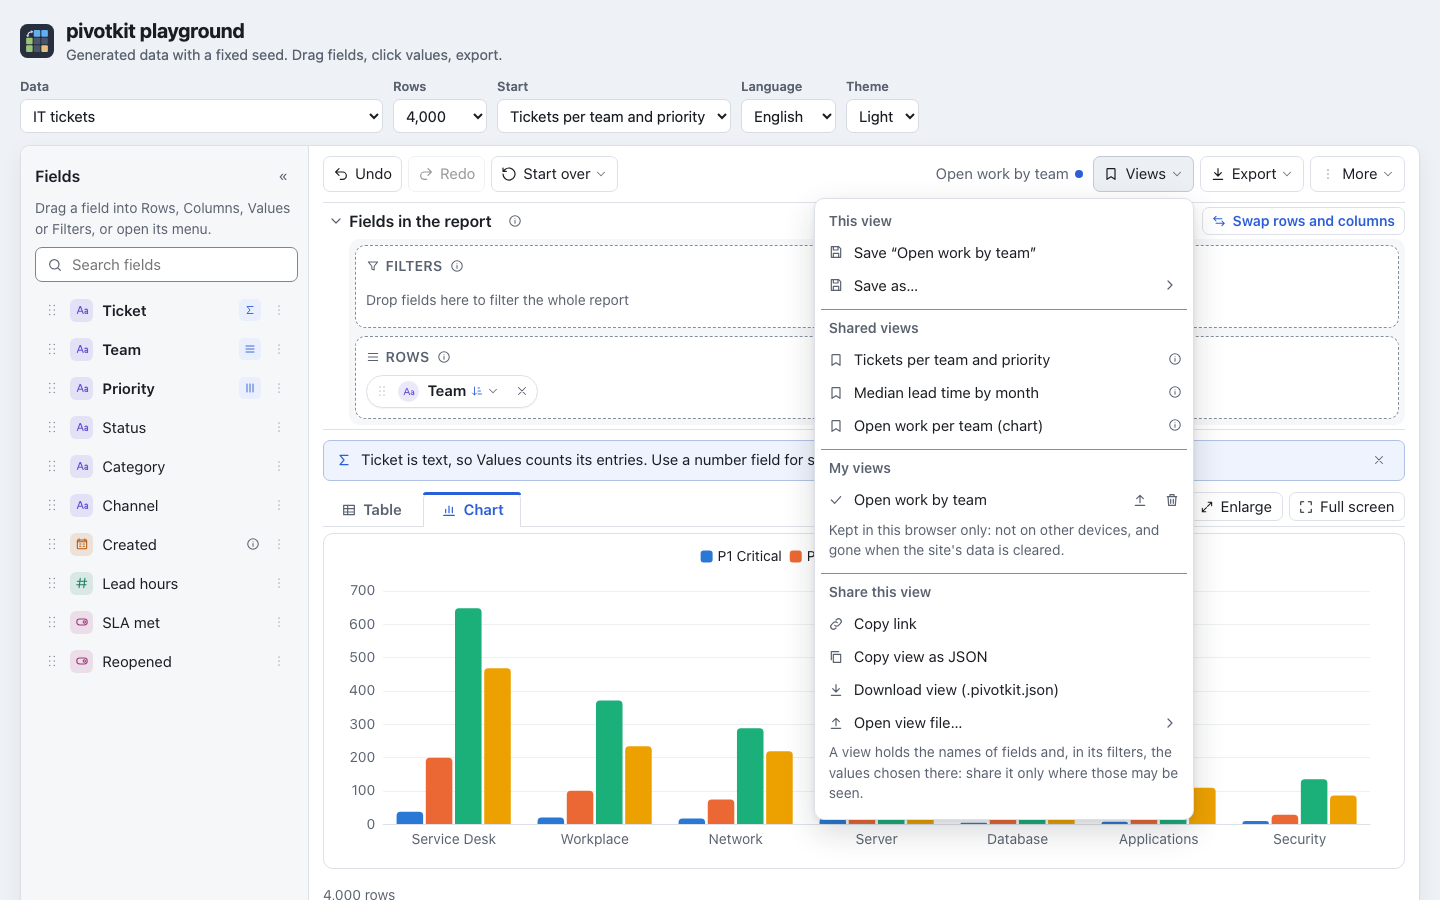 pivotkit playground
Generated data with a fixed seed. Drag fields, click values, export.
Data
Rows
Start
Language
Theme
IT tickets
4,000
Tickets per team and priority
English
Light
Fields
«
Drag a field into Rows, Columns, Values
or Filters, or open its menu.
Search fields
Aa Ticket Σ
Aa Team
Aa Priority
Aa Status
Aa Category
Aa Channel
Created
# Lead hours
SLA met
Reopened
Undo
Redo
Start over
Open work by team
Views
Export
More
Fields in the report
Swap rows and columns
FILTERS
Drop fields here to filter the whole report
ROWS
Aa Team
Σ Ticket is text, so Values counts its entries. Use a number field for s
Table
Chart
Enlarge
Full screen
This view
Save “Open work by team”
Save as...
Shared views
Tickets per team and priority
Median lead time by month
Open work per team (chart)
My views
Open work by team
Kept in this browser only: not on other devices, and
gone when the site's data is cleared.
Share this view
Copy link
Copy view as JSON
Download view (.pivotkit.json)
Open view file...
A view holds the names of fields and, in its filters, the
values chosen there: share it only where those may be
seen.
P1 Critical
P
700
600
500
400
300
200
100
0
Service Desk
Workplace
Network
Server
Database
Applications
Security
4,000 rows